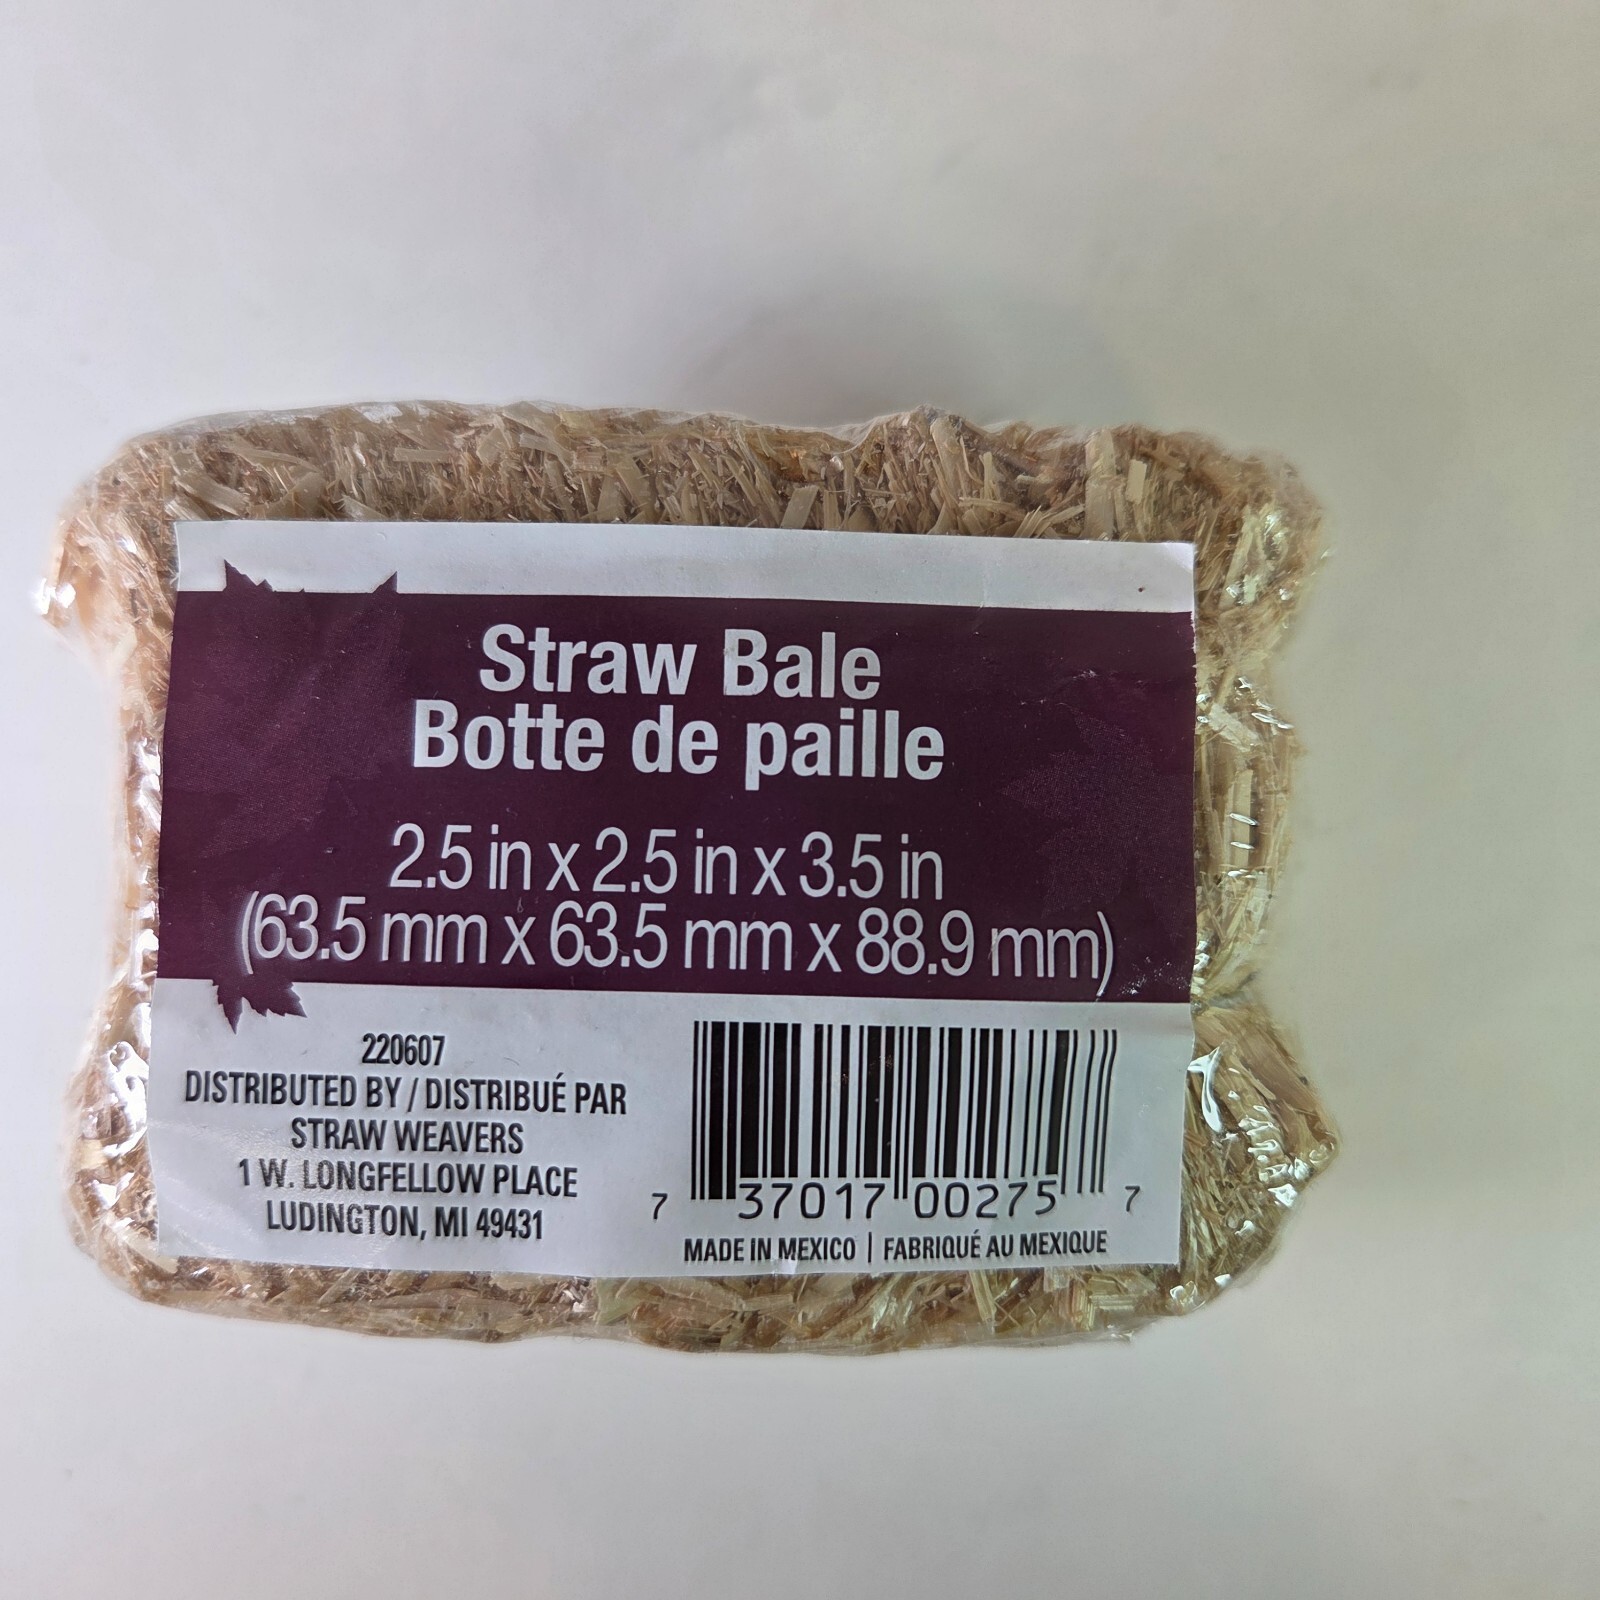 Straw Bale
Botte de paille
2.5 in x 2.5 in x 3.5 in
(63.5 mm x 63.5 mm x 88.9 mm)
220607
DISTRIBUTED BY / DISTRIBUÉ PAR
STRAW WEAVERS
1 W. LONGFELLOW PLACE
LUDINGTON, MI 49431
7 37017 00275 7
MADE IN MEXICO | FABRIQUÉ AU MEXIQUE